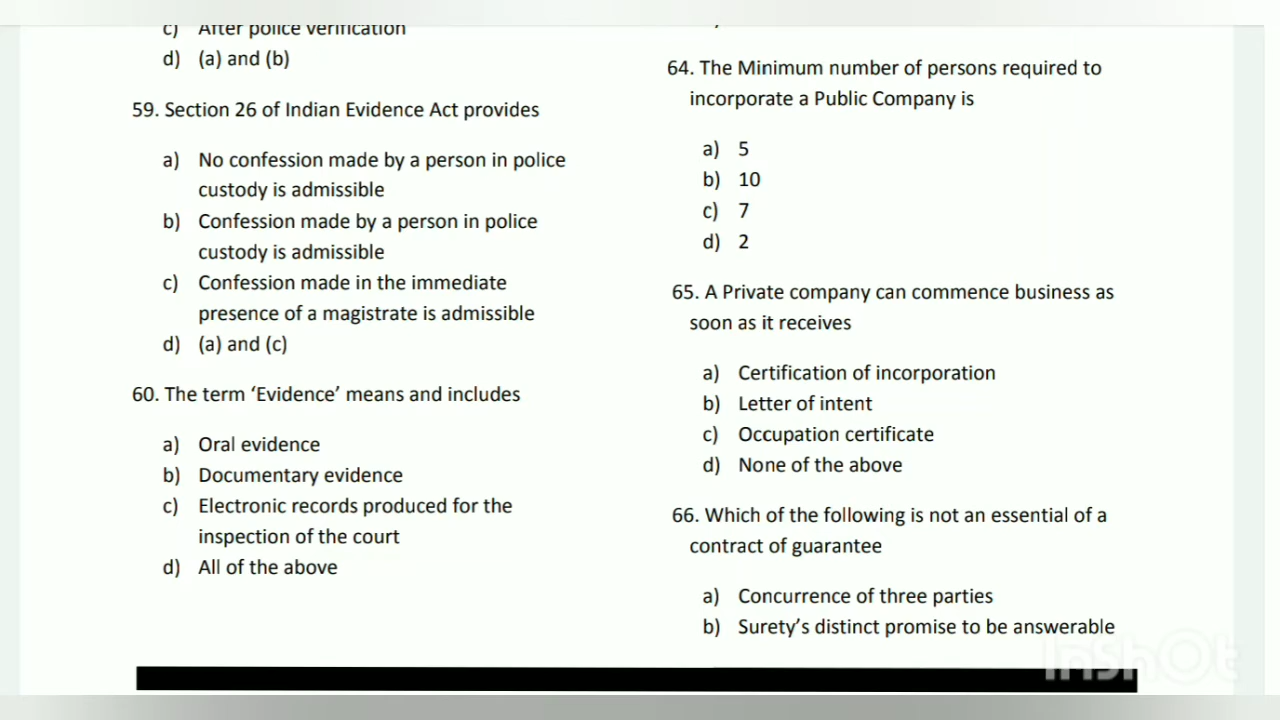 c) After police verification
d) (a) and (b)
59. Section 26 of Indian Evidence Act provides
a) No confession made by a person in police
custody is admissible
b) Confession made by a person in police
custody is admissible
c) Confession made in the immediate
presence of a magistrate is admissible
d) (a) and (c)
60. The term ‘Evidence’ means and includes
a) Oral evidence
b) Documentary evidence
c) Electronic records produced for the
inspection of the court
d) All of the above
64. The Minimum number of persons required to
incorporate a Public Company is
a) 5
b) 10
c) 7
d) 2
65. A Private company can commence business as
soon as it receives
a) Certification of incorporation
b) Letter of intent
c) Occupation certificate
d) None of the above
66. Which of the following is not an essential of a
contract of guarantee
a) Concurrence of three parties
b) Surety’s distinct promise to be answerable
InShOt